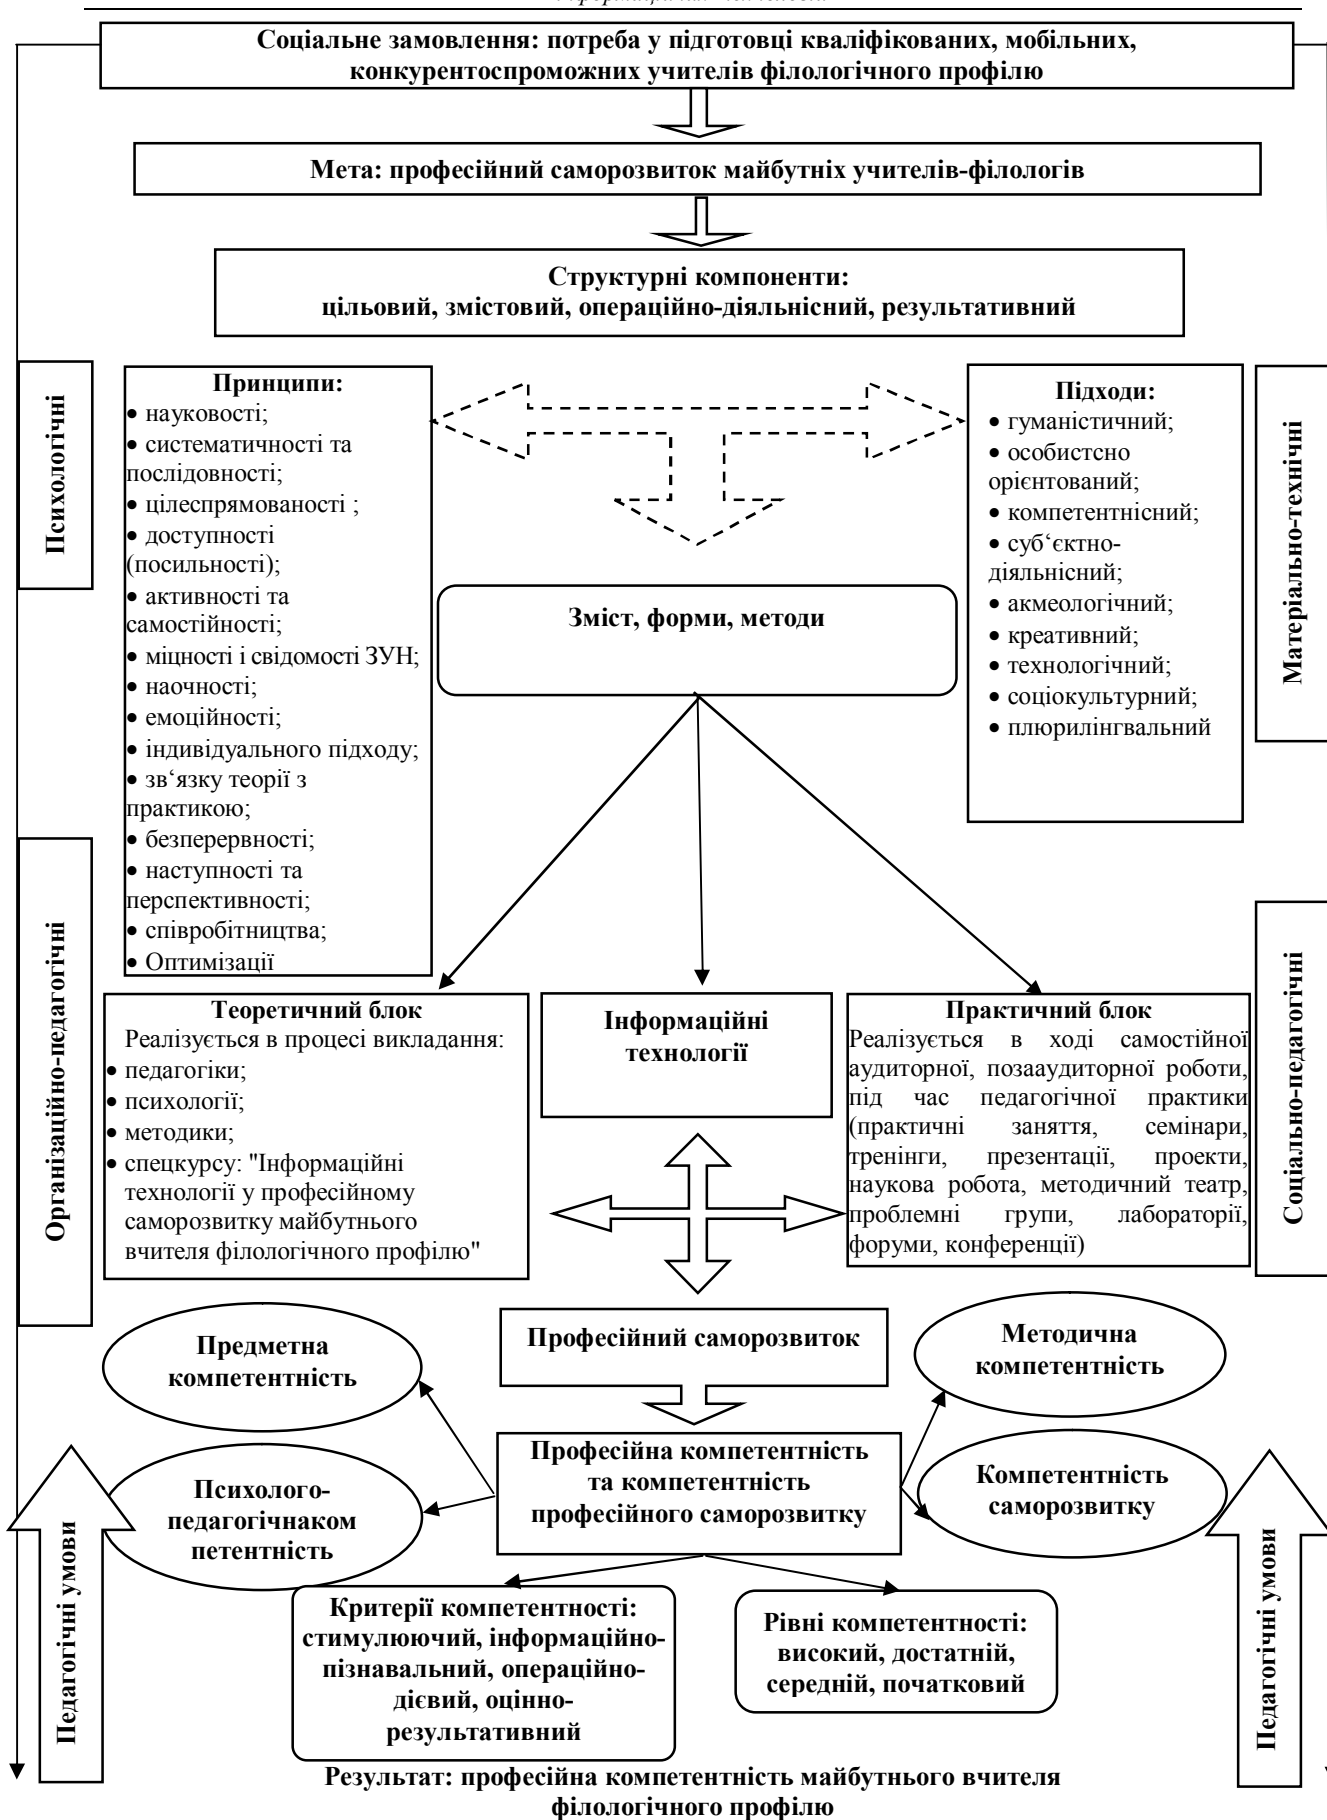 Соціальне замовлення: потреба у підготовці кваліфікованих, мобільних,
конкурентоспроможних учителів філологічного профілю
Мета: професійний саморозвиток майбутніх учителів-філологів
Структурні компоненти:
цільовий, змістовий, операційно-діяльнісний, результативний
Психологічні
Принципи:
• науковості;
• систематичності та
послідовності;
• цілеспрямованості ;
• доступності
(посильності);
• активності та
самостійності;
• міцності і свідомості ЗУН;
• наочності;
• емоційності;
• індивідуального підходу;
• зв‘язку теорії з
практикою;
• безперервності;
• наступності та
перспективності;
• співробітництва;
• Оптимізації
Підходи:
• гуманістичний;
• особистсно
орієнтований;
• компетентнісний;
• суб‘єктно-
діяльнісний;
• акмеологічний;
• креативний;
• технологічний;
• соціокультурний;
• плюрилінгвальний
Матеріально-технічні
Зміст, форми, методи
Організаційно-педагогічні
Теоретичний блок
Реалізується в процесі викладання:
• педагогіки;
• психології;
• методики;
• спецкурсу: "Інформаційні
технології у професійному
саморозвитку майбутнього
вчителя філологічного профілю"
Інформаційні
технології
Практичний блок
Реалізується в ході самостійної
аудиторної, позааудиторної роботи,
під час педагогічної практики
(практичні заняття, семінари,
тренінги, презентації, проекти,
наукова робота, методичний театр,
проблемні групи, лабораторії,
форуми, конференції)
Соціально-педагогічні
Професійний саморозвиток
Предметна
компетентність
Методична
компетентність
Професійна компетентність
та компетентність
професійного саморозвитку
Психолого-
педагогічнаком
петентність
Компетентність
саморозвитку
Педагогічні умови
Критерії компетентності:
стимулюючий, інформаційно-
пізнавальний, операційно-
дієвий, оцінно-
результативний
Рівні компетентності:
високий, достатній,
середній, початковий
Педагогічні умови
Результат: професійна компетентність майбутнього вчителя
філологічного профілю